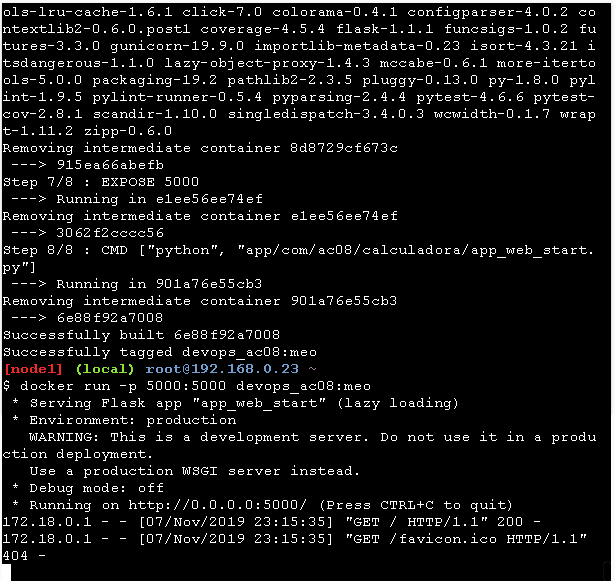 ols-lru-cache-1.6.1 click-7.0 colorama-0.4.1 configparser-4.0.2 co
ntextlib2-0.6.0.post1 coverage-4.5.4 flask-1.1.1 funcsigs-1.0.2 fu
tures-3.3.0 gunicorn-19.9.0 importlib-metadata-0.23 isort-4.3.21 i
tsdangerous-1.1.0 lazy-object-proxy-1.4.3 mccabe-0.6.1 more-iterto
ols-5.0.0 packaging-19.2 pathlib2-2.3.5 pluggy-0.13.0 py-1.8.0 pyl
int-1.9.5 pylint-runner-0.5.4 pyparsing-2.4.4 pytest-4.6.6 pytest-
cov-2.8.1 scandir-1.10.0 singledispatch-3.4.0.3 wcwidth-0.1.7 wrap
t-1.11.2 zipp-0.6.0
Removing intermediate container 8d8729cf673c
 ---> 915ea66abefb
Step 7/8 : EXPOSE 5000
 ---> Running in e1ee56ee74ef
Removing intermediate container e1ee56ee74ef
 ---> 3062f2cccc56
Step 8/8 : CMD ["python", "app/com/ac08/calculadora/app_web_start.
py"]
 ---> Running in 901a76e55cb3
Removing intermediate container 901a76e55cb3
 ---> 6e88f92a7008
Successfully built 6e88f92a7008
Successfully tagged devops_ac08:meo
[node1] (local) root@192.168.0.23 ~
$ docker run -p 5000:5000 devops_ac08:meo
 * Serving Flask app "app_web_start" (lazy loading)
 * Environment: production
   WARNING: This is a development server. Do not use it in a produ
ction deployment.
   Use a production WSGI server instead.
 * Debug mode: off
 * Running on http://0.0.0.0:5000/ (Press CTRL+C to quit)
172.18.0.1 - - [07/Nov/2019 23:15:35] "GET / HTTP/1.1" 200 -
172.18.0.1 - - [07/Nov/2019 23:15:35] "GET /favicon.ico HTTP/1.1"
404 -